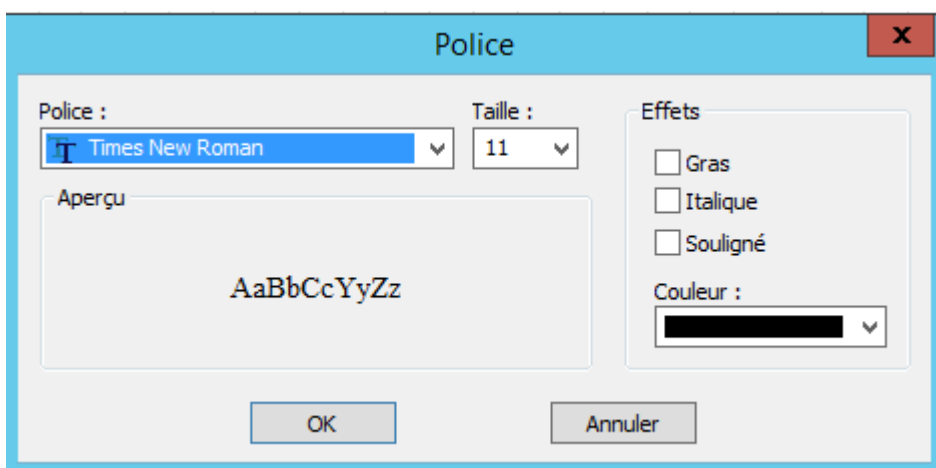 Police
Police :
Taille :
Times New Roman
11
Aperçu
AaBbCcYyZz
Effets
Gras
Italique
Souligné
Couleur :
OK
Annuler